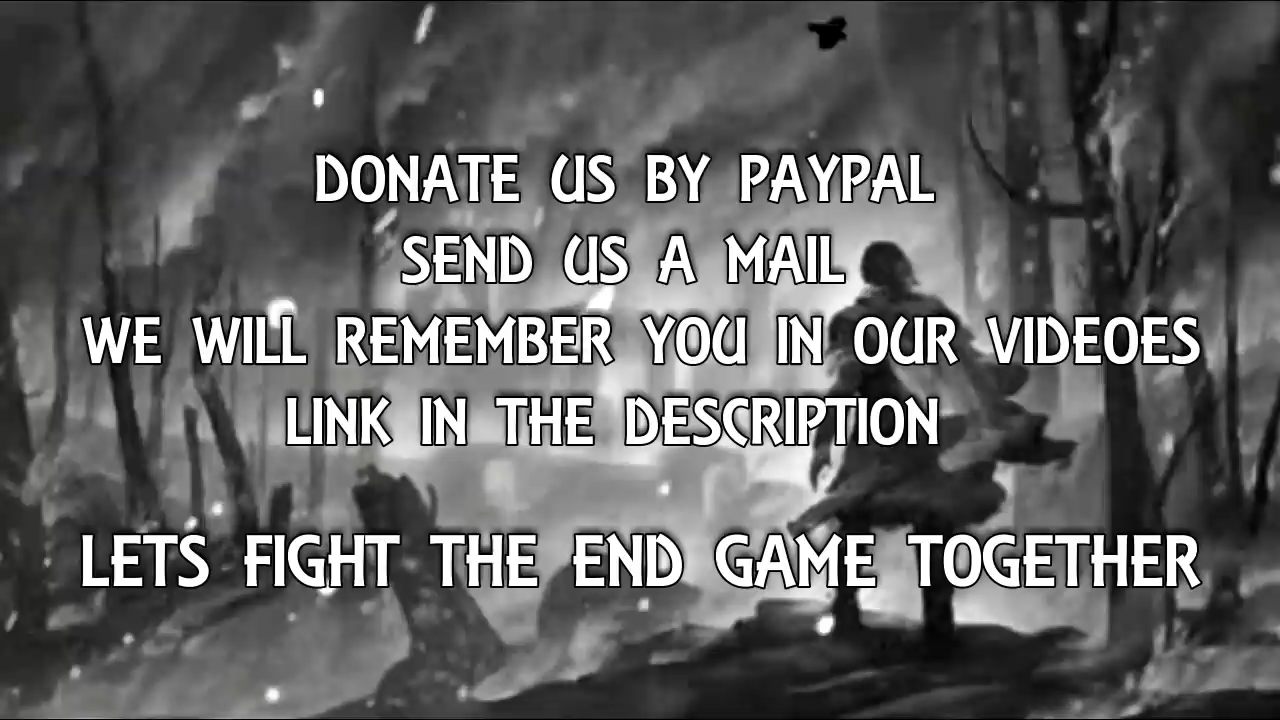 DONATE US BY PAYPAL
SEND US A MAIL
WE WILL REMEMBER YOU IN OUR VIDEOES
LINK IN THE DESCRIPTION
LETS FIGHT THE END GAME TOGETHER